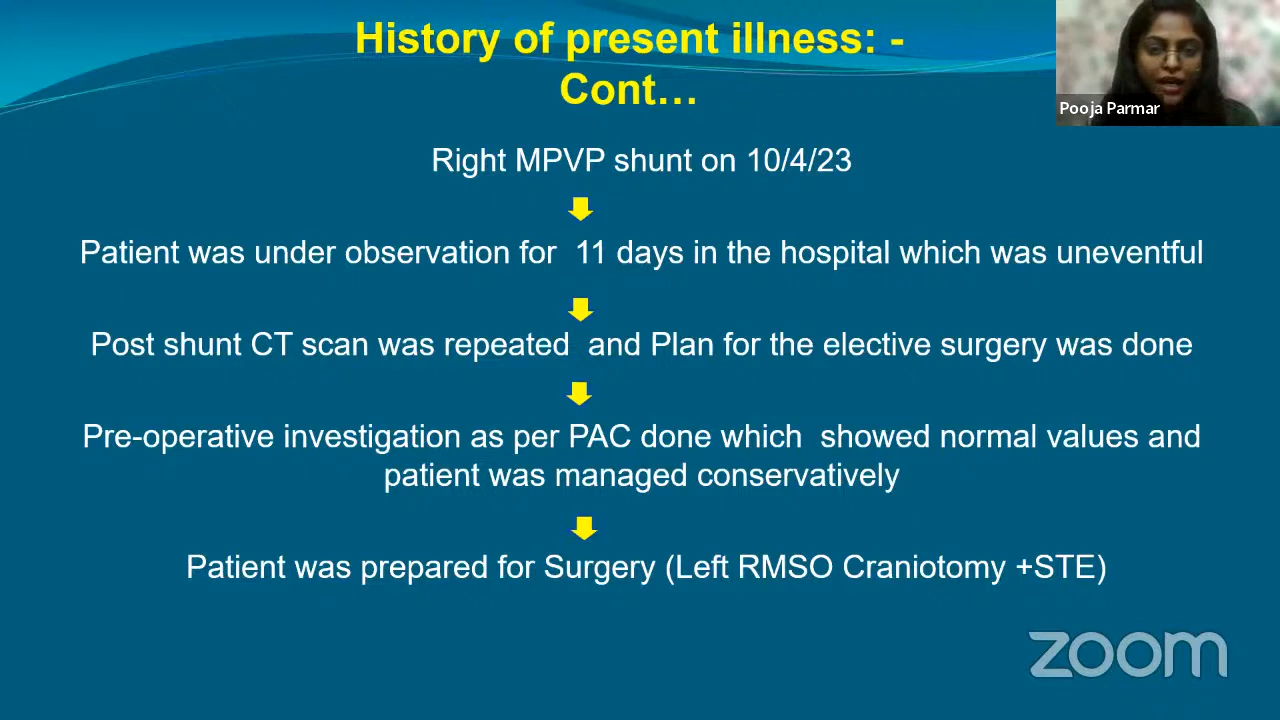 History of present illness: -
Cont…
Pooja Parmar
Right MPVP shunt on 10/4/23
Patient was under observation for 11 days in the hospital which was uneventful
Post shunt CT scan was repeated and Plan for the elective surgery was done
Pre-operative investigation as per PAC done which showed normal values and
patient was managed conservatively
Patient was prepared for Surgery (Left RMSO Craniotomy +STE)
zoom